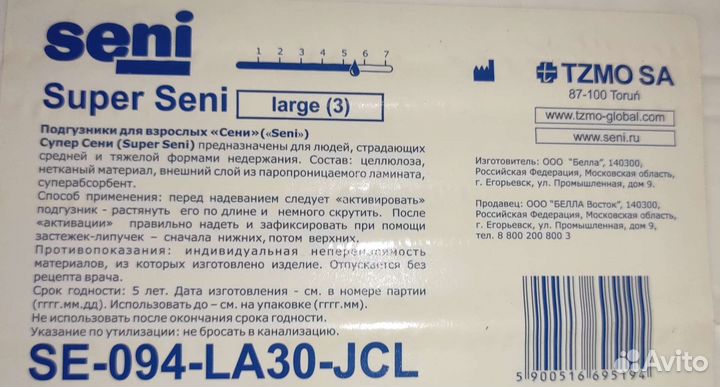 seni
1 2 3 4 5 6 7
TZMO SA
87-100 Toruń
Super Seni
large (3)
www.tzmo-global.com
www.seni.ru
Подгузники для взрослых «Сени»(«Seni»)
Супер Сени (Super Seni) предназначены для людей, страдающих
средней и тяжелой формами недержания. Состав: целлюлоза,
нетканый материал, внешний слой из паропроницаемого ламината,
суперабсорбент.
Способ применения: перед надеванием следует «активировать»
подгузник - растянуть его по длине и немного скрутить. После
«активации» правильно надеть и зафиксировать при помощи
застежек-липучек – сначала нижних, потом верхних.
Противопоказания: индивидуальная непереносимость
материалов, из которых изготовлено изделие. Отпускается без
рецепта врача.
Срок годности: 5 лет. Дата изготовления - см. в номере партии
(гггг.мм.дд). Использовать до – см. на упаковке (гггг.мм).
Не использовать после окончания срока годности.
Указание по утилизации: не бросать в канализацию.
Изготовитель: ООО "Белла", 140300,
Российская Федерация, Московская область,
г. Егорьевск, ул. Промышленная, дом 9.
Продавец: ООО "БЕЛЛА Восток", 140300,
Российская Федерация, Московская область,
г. Егорьевск, ул. Промышленная, дом 9,
тел. 8 800 200 800 3
SE-094-LA30-JCL
5 900516 695194
Avito